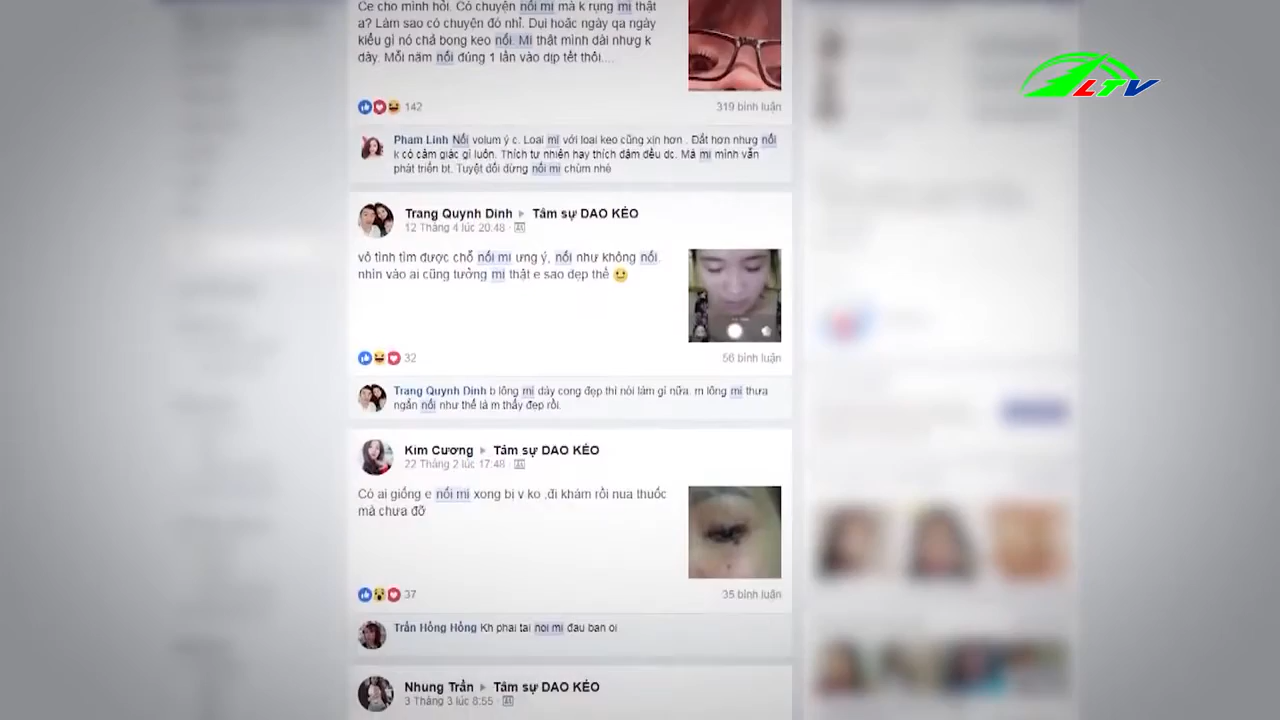 Ce cho mình hỏi. Có chuyện nối mi mà k rụng mi thật
ạ? Làm sao có chuyện đó nhỉ. Dụi hoặc ngày qa ngày
kiểu gì nó chả bong keo nối. Mi thật mình dài nhưng k
dày. Mỗi năm nối đúng 1 lần vào dịp tết thôi....
LTV
142
319 bình luận
Pham Linh Nối volum ý c. Loại mi với loại keo cũng xịn hơn . Đắt hơn nhưg nối
k có cảm giác gì luôn. Thích tự nhiên hay thích đậm đều dc. Mà mi mình vẫn
phát triển bt. Tuyệt đối đừng nối mi chùm nhé
Trang Quynh Dinh ▸ Tâm sự DAO KÉO
12 Tháng 4 lúc 20:48 ·
vô tình tìm được chỗ nối mi ưng ý, nối như không nối.
nhìn vào ai cũng tưởng mi thật e sao dẹp thế
32
56 bình luận
Trang Quynh Dinh b lông mi dày cong đẹp thì nói làm gì nữa. m lông mi thưa
ngắn nối như thế là m thấy đẹp rồi.
Kim Cương ▸ Tâm sự DAO KÉO
22 Tháng 2 lúc 17:48 ·
Có ai giống e nối mi xong bị v ko .đi khám rồi nua thuốc
mà chưa đỡ
37
35 bình luận
Trần Hồng Hồng Kh phai tai noi mi đau ban oi
Nhung Trần ▸ Tâm sự DAO KÉO
3 Tháng 3 lúc 8:55 ·